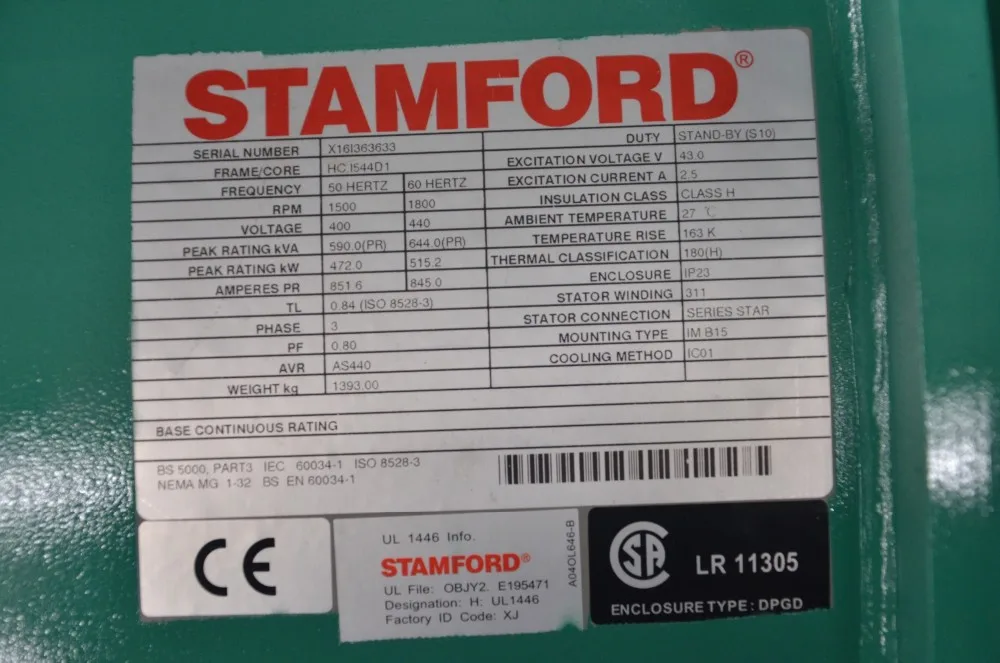 STAMFORD®
SERIAL NUMBER X16I363633
FRAME/CORE HC I544D1
FREQUENCY 50 HERTZ 60 HERTZ
RPM 1500 1800
VOLTAGE 400 440
PEAK RATING kVA 590.0(PR) 644.0(PR)
PEAK RATING kW 472.0 515.2
AMPERES PR 851.6 845.0
TL 0.84 (ISO 8528-3)
PHASE 3
PF 0.80
AVR AS440
WEIGHT kg 1393.00
DUTY STAND-BY (S10)
EXCITATION VOLTAGE V 43.0
EXCITATION CURRENT A 2.5
INSULATION CLASS CLASS H
AMBIENT TEMPERATURE 27 ℃
TEMPERATURE RISE 163 K
THERMAL CLASSIFICATION 180(H)
ENCLOSURE IP23
STATOR WINDING 311
STATOR CONNECTION SERIES STAR
MOUNTING TYPE IM B15
COOLING METHOD IC01
BASE CONTINUOUS RATING
BS 5000, PART3 IEC 60034-1 ISO 8528-3
NEMA MG 1-32 BS EN 60034-1
CE
UL 1446 Info.
STAMFORD®
UL File: OBJY2. E195471
Designation: H: UL1446
Factory ID Code: XJ
A04OL646-B
CSA
LR 11305
ENCLOSURE TYPE: DPGD